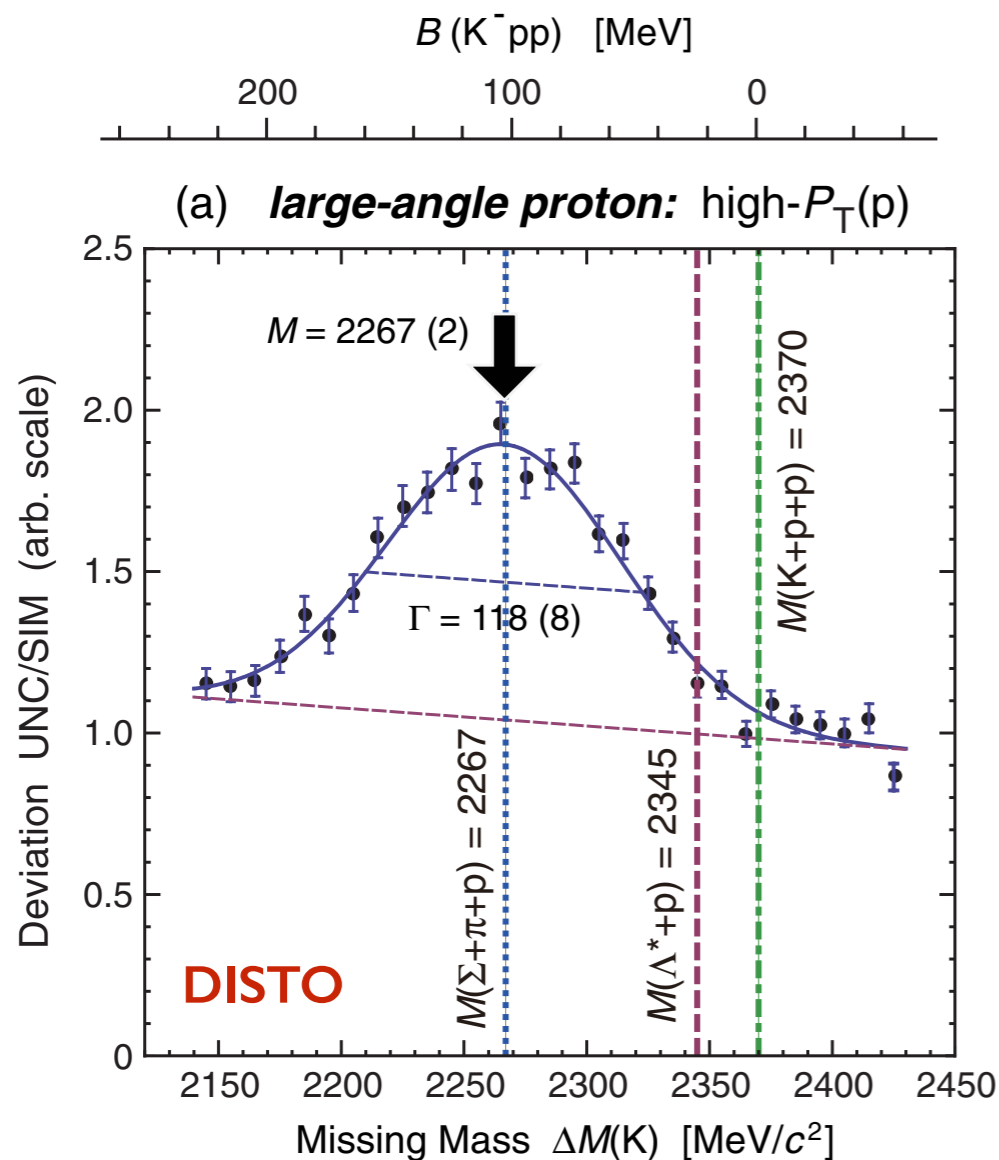 B (K⁻pp) [MeV]
200 100 0
(a) large-angle proton: high-P_T(p)
2.5
2.0
1.5
1.0
0.5
0
Deviation UNC/SIM (arb. scale)
M = 2267 (2)
Γ = 118 (8)
M(Σ+π+p) = 2267
M(Λ*+p) = 2345
M(K+p+p) = 2370
DISTO
2150 2200 2250 2300 2350 2400 2450
Missing Mass ΔM(K) [MeV/c²]